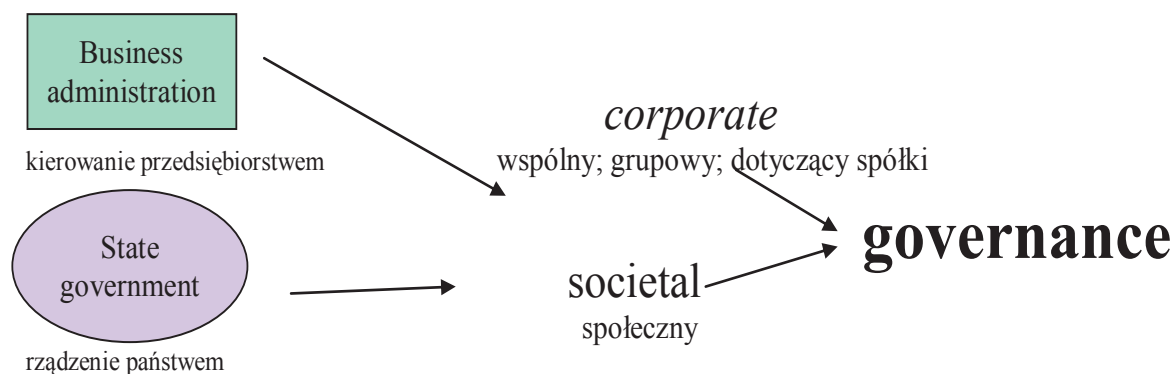 Business
administration
kierowanie przedsiębiorstwem
State
government
rządzenie państwem
corporate
wspólny; grupowy; dotyczący spółki
societal
społeczny
governance